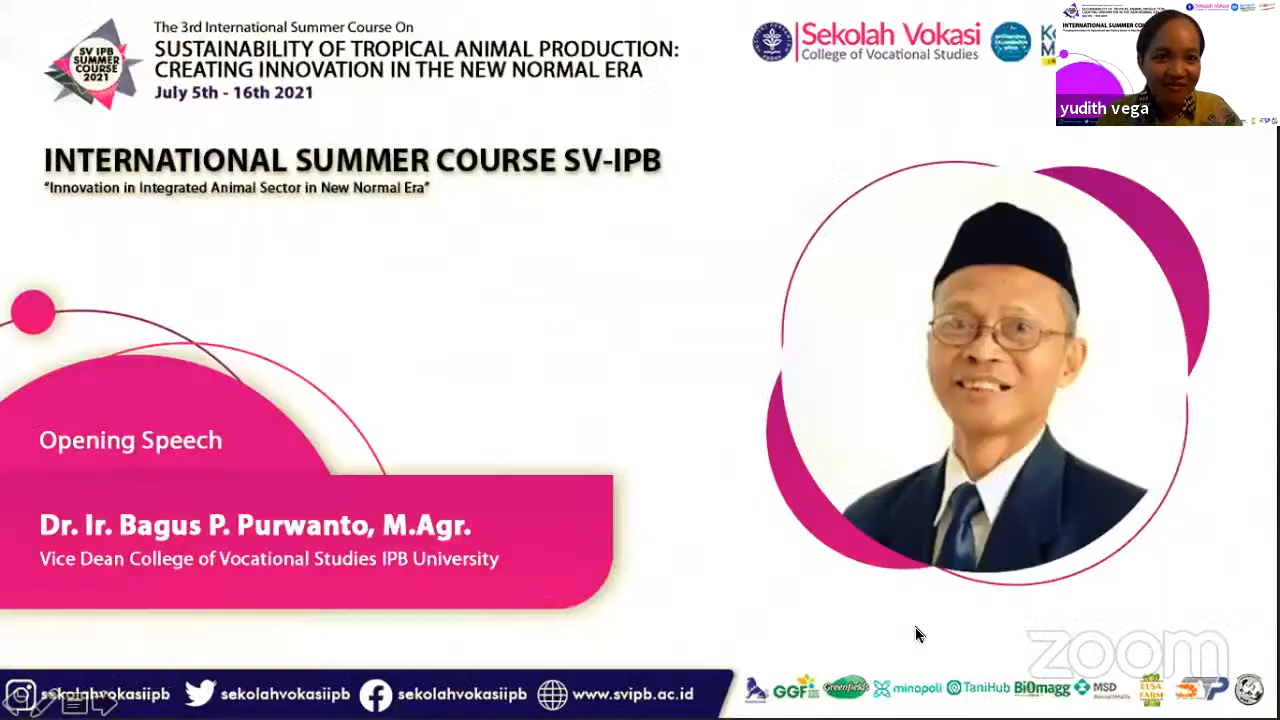 SV IPB
SUMMER
COURSE
2021
The 3rd International Summer Course On
SUSTAINABILITY OF TROPICAL ANIMAL PRODUCTION:
CREATING INNOVATION IN THE NEW NORMAL ERA
July 5th - 16th 2021
Sekolah Vokasi
College of Vocational Studies
yudith vega
INTERNATIONAL SUMMER COURSE SV-IPB
“Innovation in Integrated Animal Sector in New Normal Era”
Opening Speech
Dr. Ir. Bagus P. Purwanto, M.Agr.
Vice Dean College of Vocational Studies IPB University
zoom
sekolahvokasiipb
sekolahvokasiipb
sekolahvokasiipb
www.svipb.ac.id
GGF
Greenfields
minapoli
TaniHub
BiOmagg
MSD
ELSA
FARM